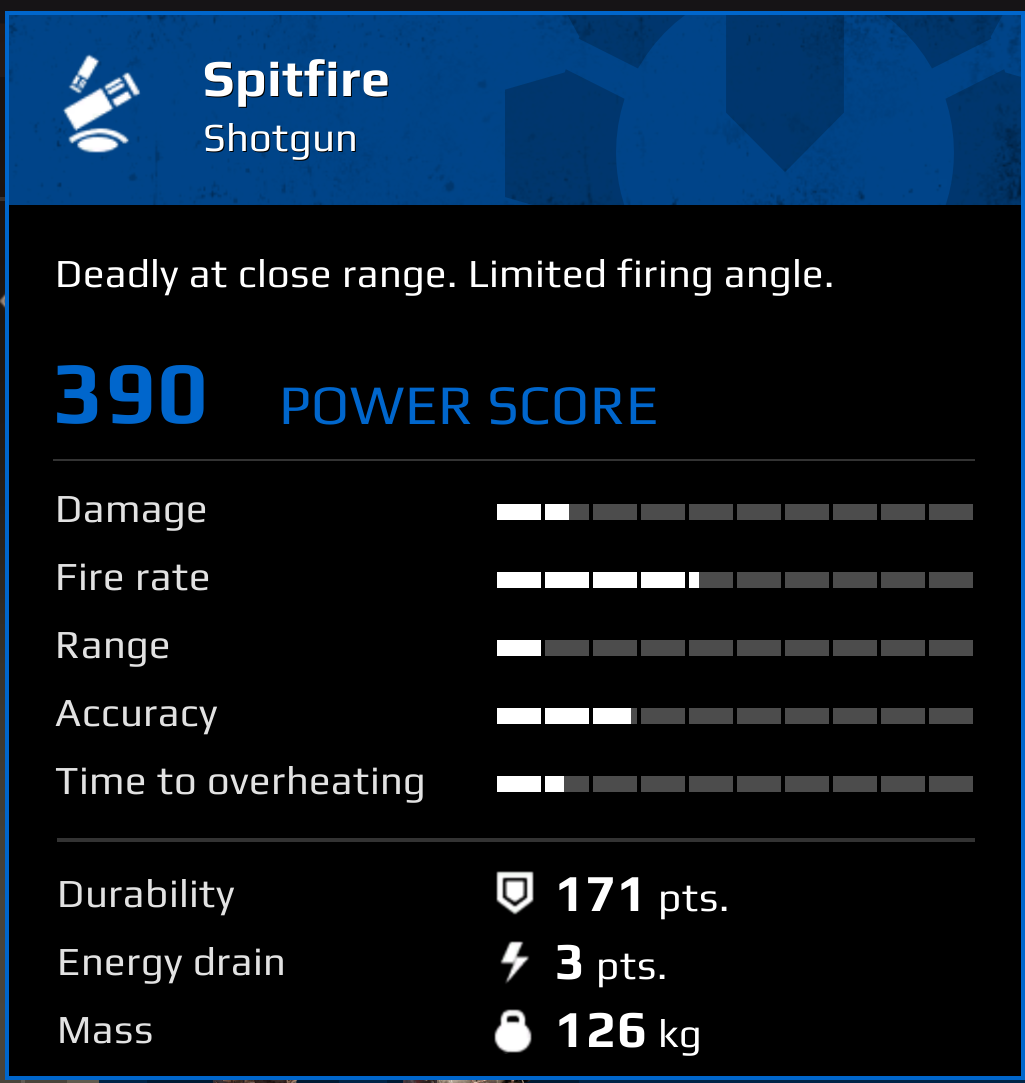 Spitfire
Shotgun
Deadly at close range. Limited firing angle.
390 POWER SCORE
Damage
Fire rate
Range
Accuracy
Time to overheating
Durability 171 pts.
Energy drain 3 pts.
Mass 126 kg